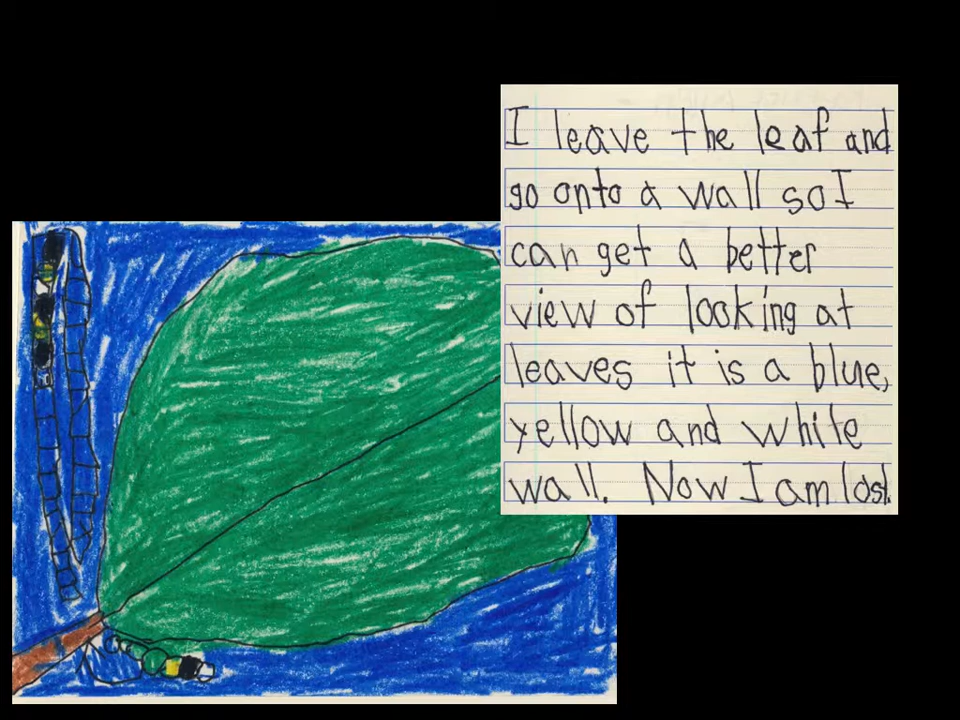 I leave the leaf and
go onto a wall so I
can get a better
view of looking at
leaves it is a blue,
yellow and white
wall. Now I am lost.